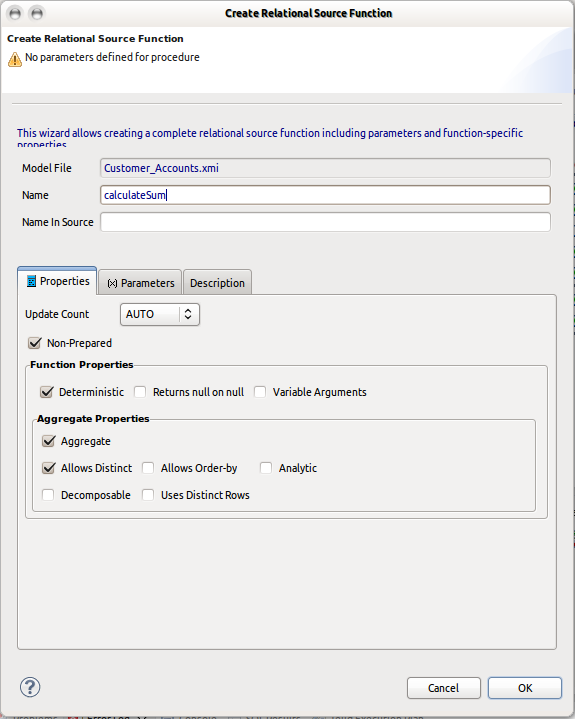 Create Relational Source Function
Create Relational Source Function
No parameters defined for procedure
This wizard allows creating a complete relational source function including parameters and function-specific
properties
Model File Customer_Accounts.xmi
Name calculateSum
Name In Source
Properties (x) Parameters Description
Update Count AUTO
Non-Prepared
Function Properties
Deterministic Returns null on null Variable Arguments
Aggregate Properties
Aggregate
Allows Distinct Allows Order-by Analytic
Decomposable Uses Distinct Rows
? Cancel OK